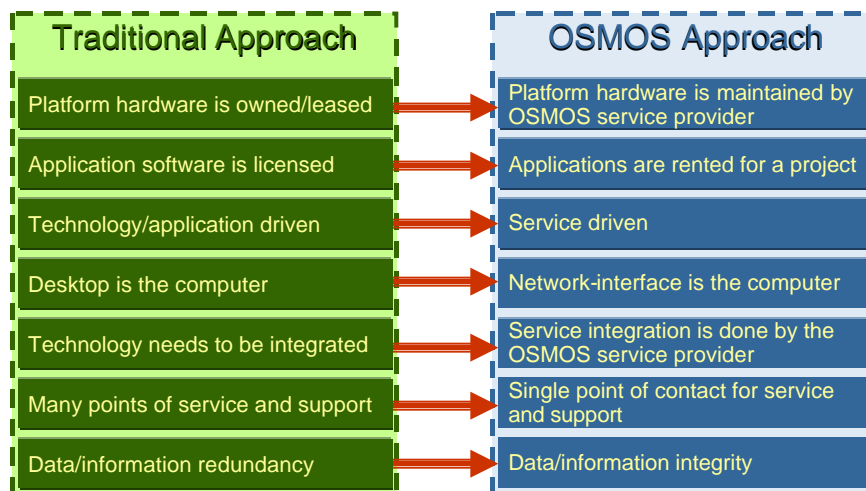 Traditional Approach
OSMOS Approach
Platform hardware is owned/leased
Platform hardware is maintained by
OSMOS service provider
Application software is licensed
Applications are rented for a project
Technology/application driven
Service driven
Desktop is the computer
Network-interface is the computer
Technology needs to be integrated
Service integration is done by the
OSMOS service provider
Many points of service and support
Single point of contact for service
and support
Data/information redundancy
Data/information integrity